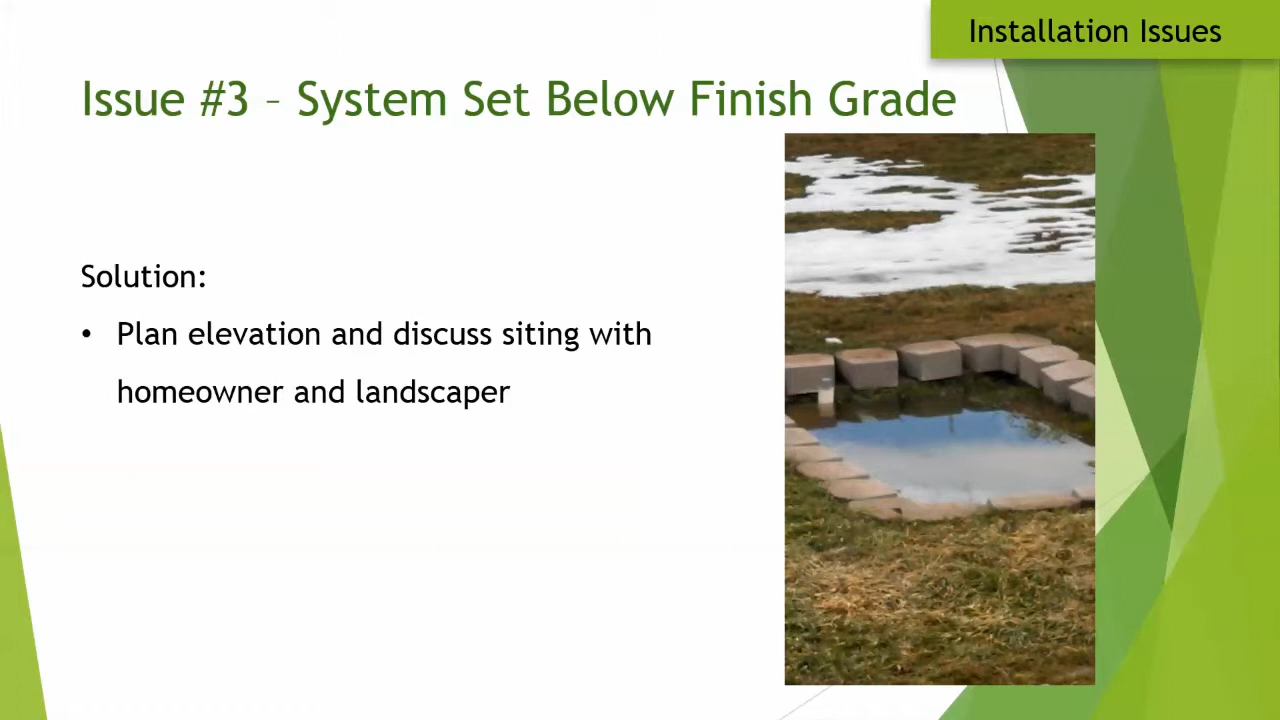 Installation Issues
Issue #3 – System Set Below Finish Grade
Solution:
• Plan elevation and discuss siting with
homeowner and landscaper